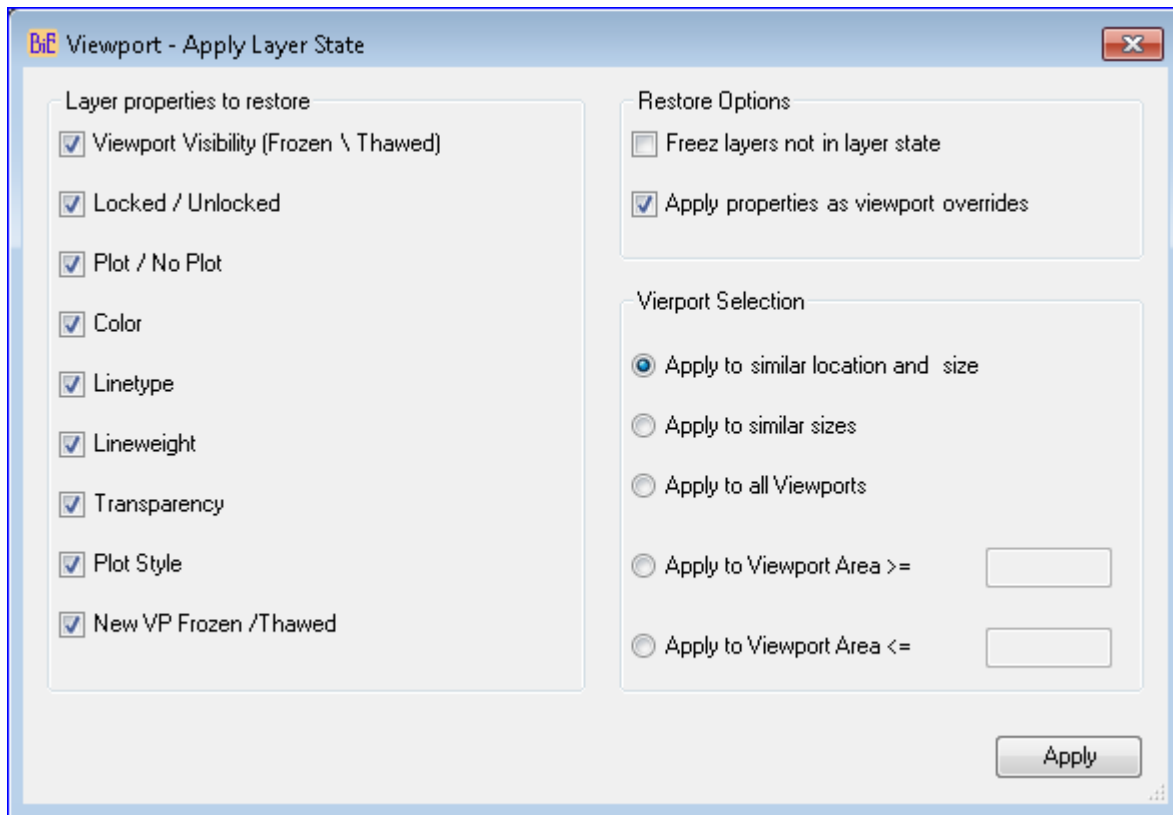 BiE Viewport - Apply Layer State
Layer properties to restore
Viewport Visibility (Frozen \ Thawed)
Locked / Unlocked
Plot / No Plot
Color
Linetype
Lineweight
Transparency
Plot Style
New VP Frozen /Thawed
Restore Options
Freez layers not in layer state
Apply properties as viewport overrides
Vierport Selection
Apply to similar location and  size
Apply to similar sizes
Apply to all Viewports
Apply to Viewport Area >=
Apply to Viewport Area <=
Apply